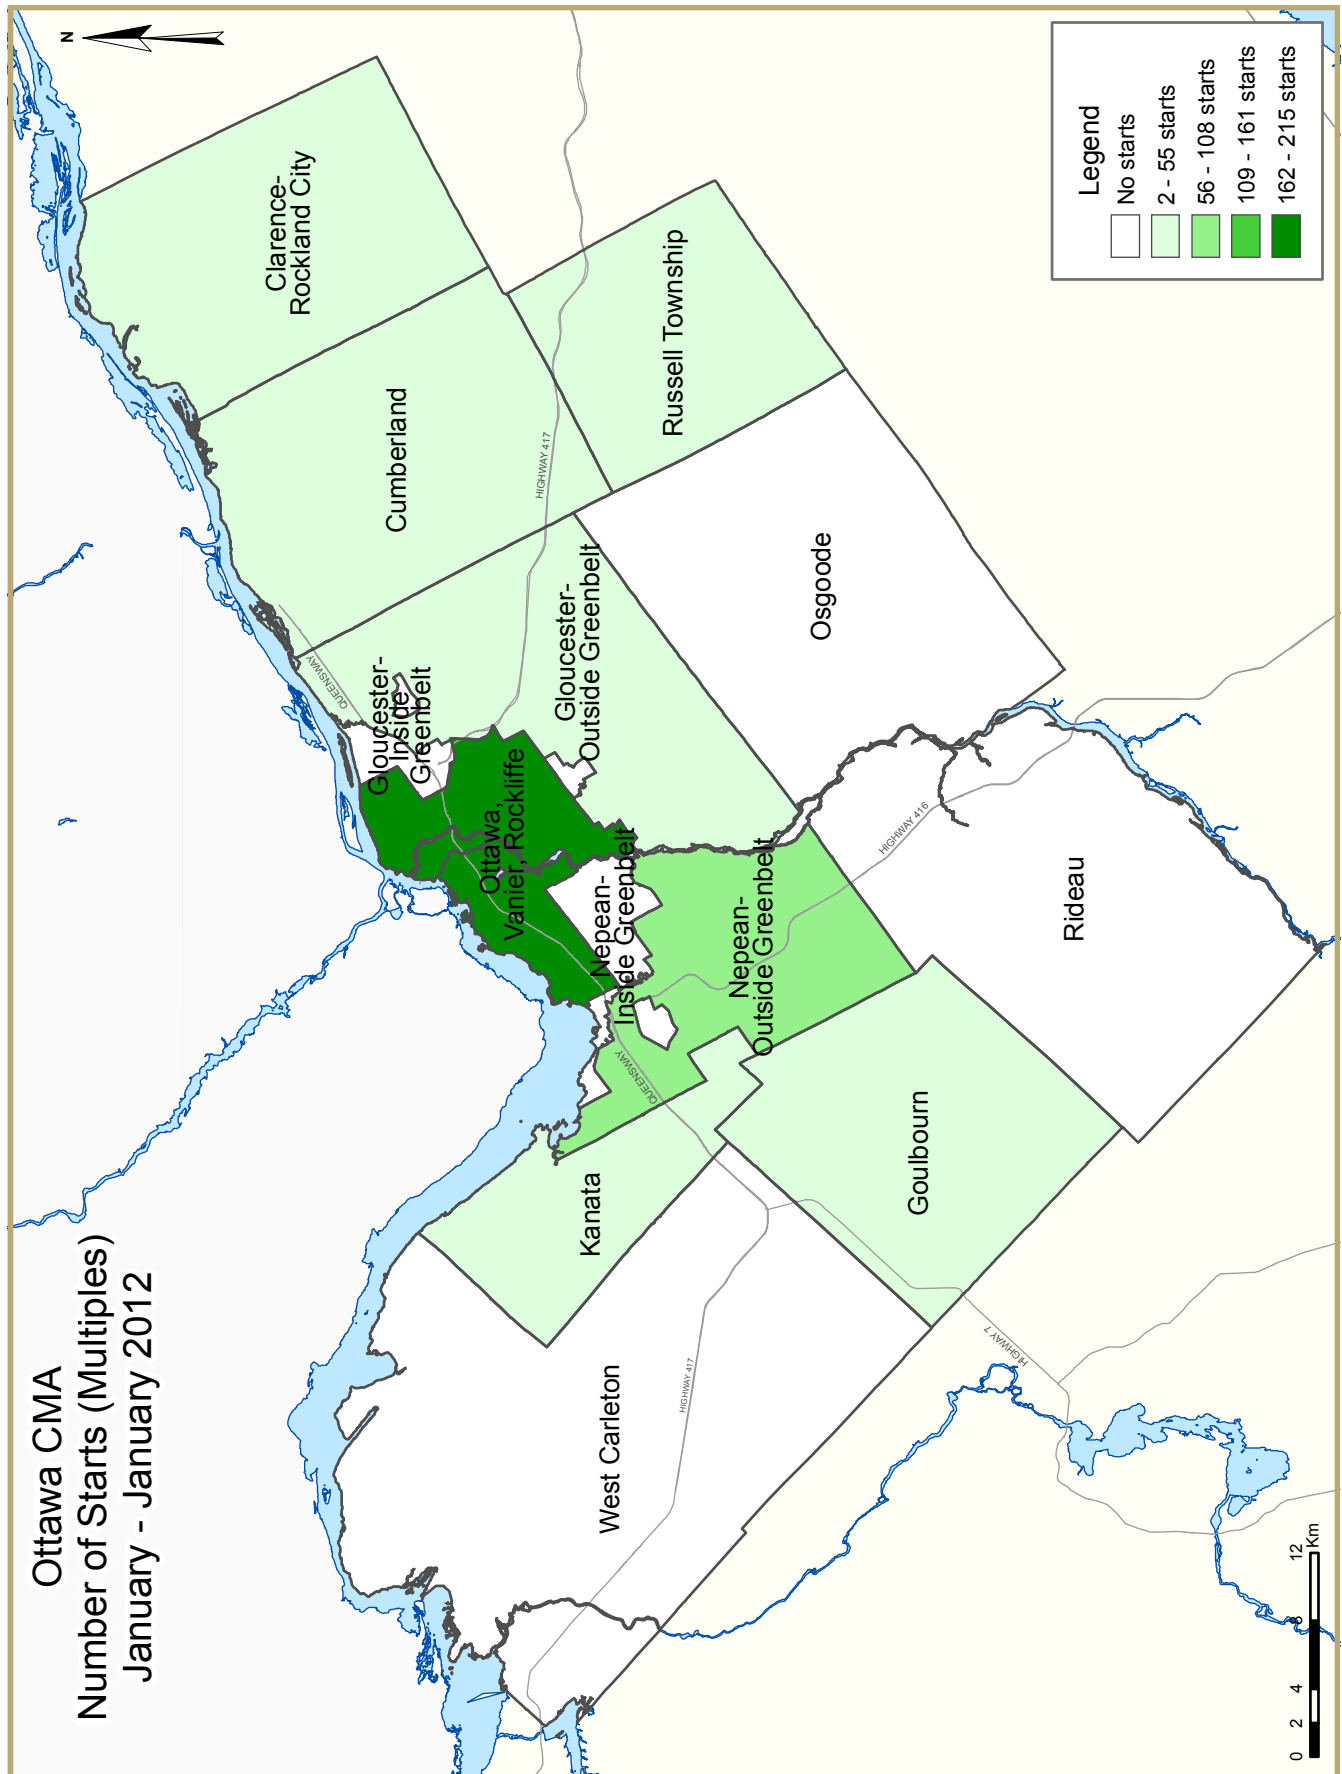 Ottawa CMA
Number of Starts (Multiples)
January - January 2012
N
Clarence-
Rockland City
Cumberland
Russell Township
HIGHWAY 417
QUEENSWAY
Gloucester-
Inside
Greenbelt
Gloucester-
Outside Greenbelt
Osgoode
Ottawa,
Vanier, Rockliffe
Nepean-
Inside Greenbelt
Nepean-
Outside Greenbelt
HIGHWAY 416
Rideau
QUEENSWAY
Kanata
Goulbourn
West Carleton
HIGHWAY 417
HIGHWAY 7
Legend
No starts
2 - 55 starts
56 - 108 starts
109 - 161 starts
162 - 215 starts
0 2 4 8 12
Km